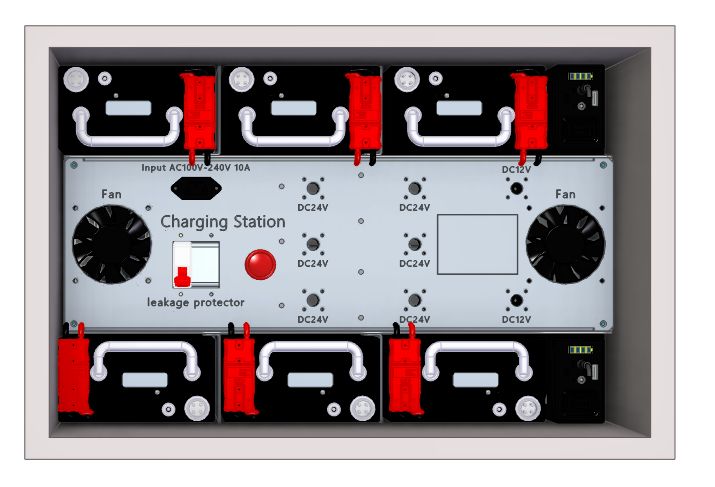 Input AC100V~240V 10A
DC12V
Fan
Fan
DC24V
DC24V
Charging Station
DC24V
DC24V
leakage protector
DC24V
DC24V
DC12V